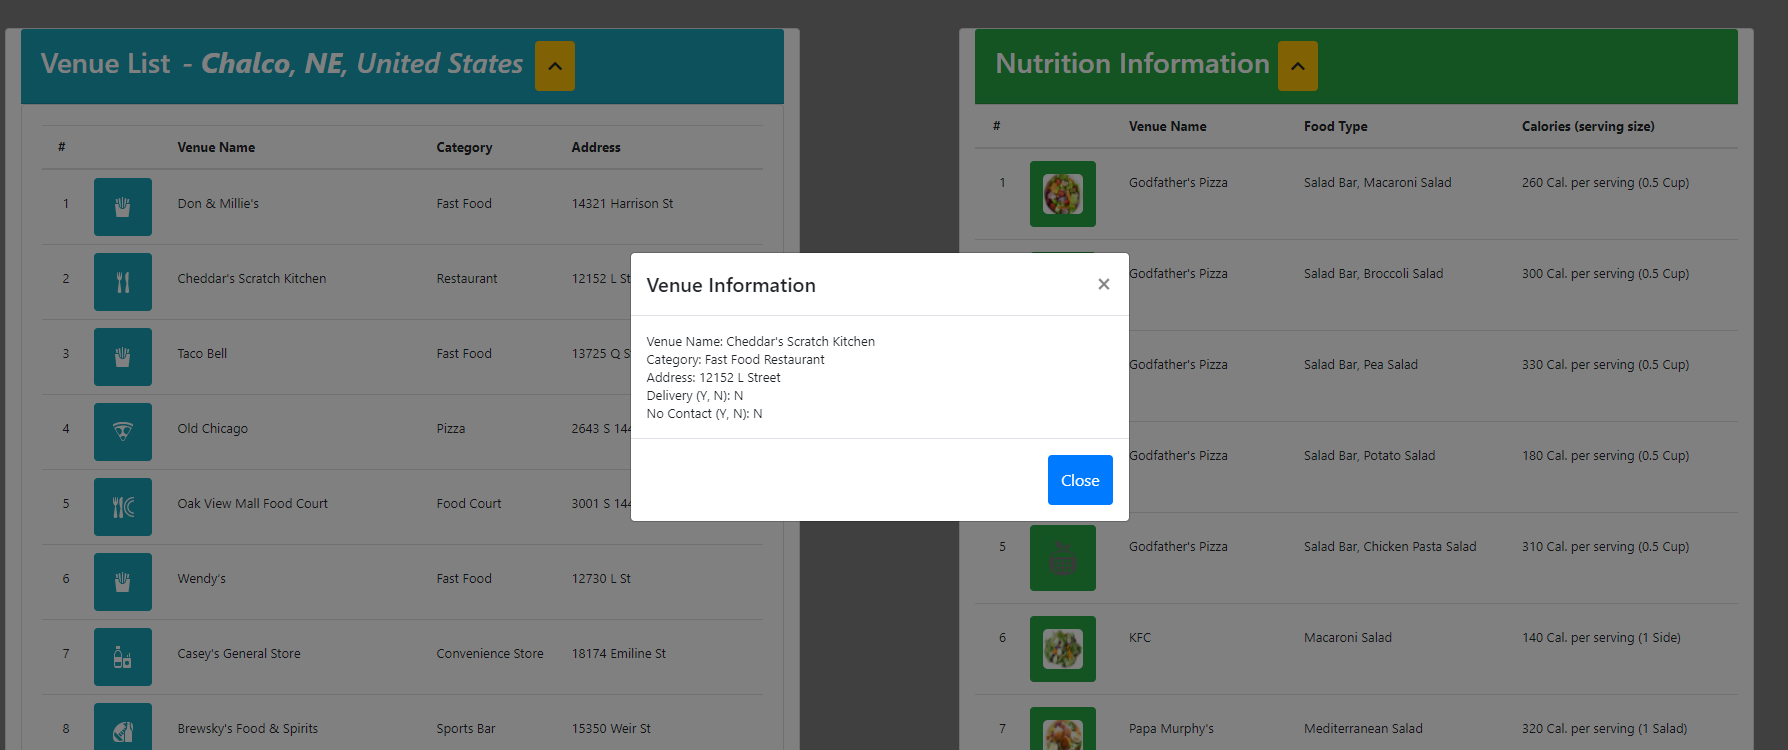 Venue List - Chalco, NE, United States
# Venue Name Category Address
1 Don & Millie's Fast Food 14321 Harrison St
2 Cheddar's Scratch Kitchen Restaurant 12152 L St
3 Taco Bell Fast Food 13725 Q
4 Old Chicago Pizza 2643 S 144
5 Oak View Mall Food Court Food Court 3001 S 144
6 Wendy's Fast Food 12730 L St
7 Casey's General Store Convenience Store 18174 Emiline St
8 Brewsky's Food & Spirits Sports Bar 15350 Weir St
Venue Information ×
Venue Name: Cheddar's Scratch Kitchen
Category: Fast Food Restaurant
Address: 12152 L Street
Delivery (Y, N): N
No Contact (Y, N): N
Close
Nutrition Information
# Venue Name Food Type Calories (serving size)
1 Godfather's Pizza Salad Bar, Macaroni Salad 260 Cal. per serving (0.5 Cup)
Godfather's Pizza Salad Bar, Broccoli Salad 300 Cal. per serving (0.5 Cup)
Godfather's Pizza Salad Bar, Pea Salad 330 Cal. per serving (0.5 Cup)
Godfather's Pizza Salad Bar, Potato Salad 180 Cal. per serving (0.5 Cup)
5 Godfather's Pizza Salad Bar, Chicken Pasta Salad 310 Cal. per serving (0.5 Cup)
6 KFC Macaroni Salad 140 Cal. per serving (1 Side)
7 Papa Murphy's Mediterranean Salad 320 Cal. per serving (1 Salad)